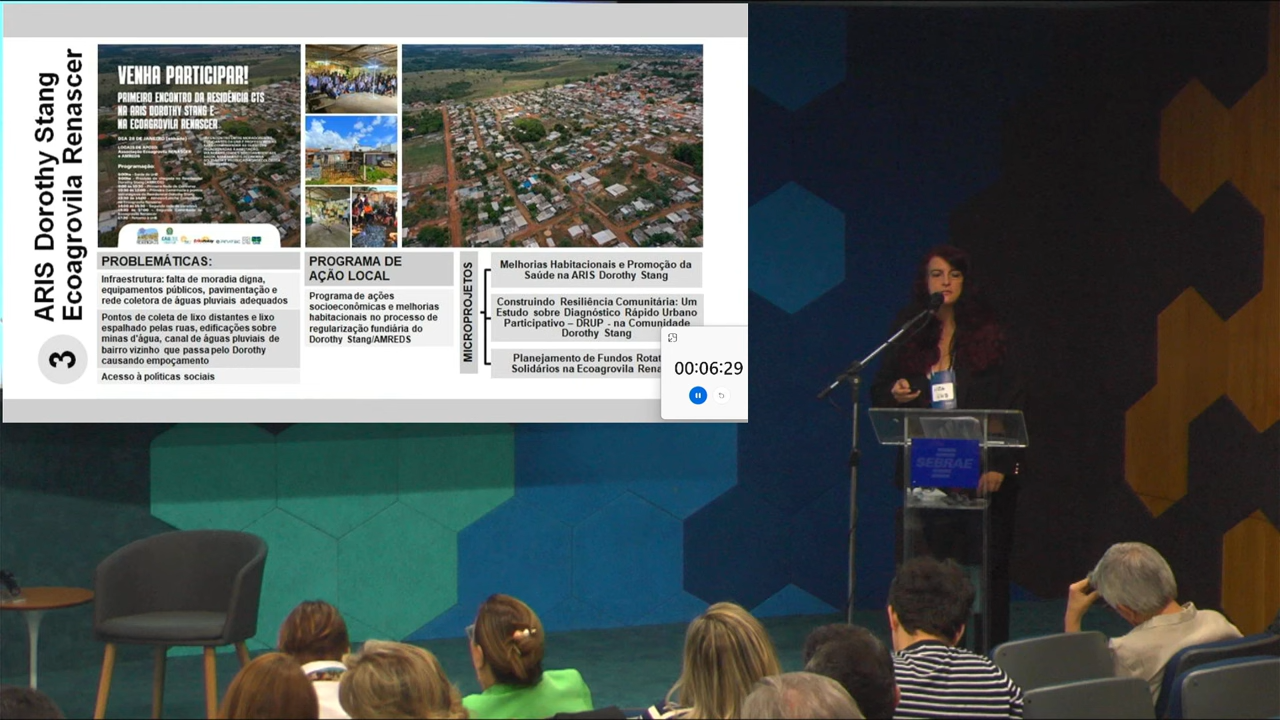 ARIS Dorothy Stang
Ecoagrovila Renascer
3
VENHA PARTICIPAR!
PRIMEIRO ENCONTRO DA RESIDÊNCIA CTS
NA ARIS DOROTHY STANG E
NA ECOAGROVILA RENASCER
Programação:
PROBLEMÁTICAS:
Infraestrutura: falta de moradia digna,
equipamentos públicos, pavimentação e
rede coletora de águas pluviais adequados
Pontos de coleta de lixo distantes e lixo
espalhado pelas ruas, edificações sobre
minas d'água, canal de águas pluviais de
bairro vizinho que passa pelo Dorothy
causando empoçamento
Acesso à políticas sociais
PROGRAMA DE
AÇÃO LOCAL
Programa de ações
socioeconômicas e melhorias
habitacionais no processo de
regularização fundiária do
Dorothy Stang/AMREDS
MICROPROJETOS
Melhorias Habitacionais e Promoção da
Saúde na ARIS Dorothy Stang
Construindo Resiliência Comunitária: Um
Estudo sobre Diagnóstico Rápido Urbano
Participativo – DRUP - na Comunidade
Dorothy Stang
Planejamento de Fundos
Solidários na Ecoagrovila
00:06:29
SEBRAE